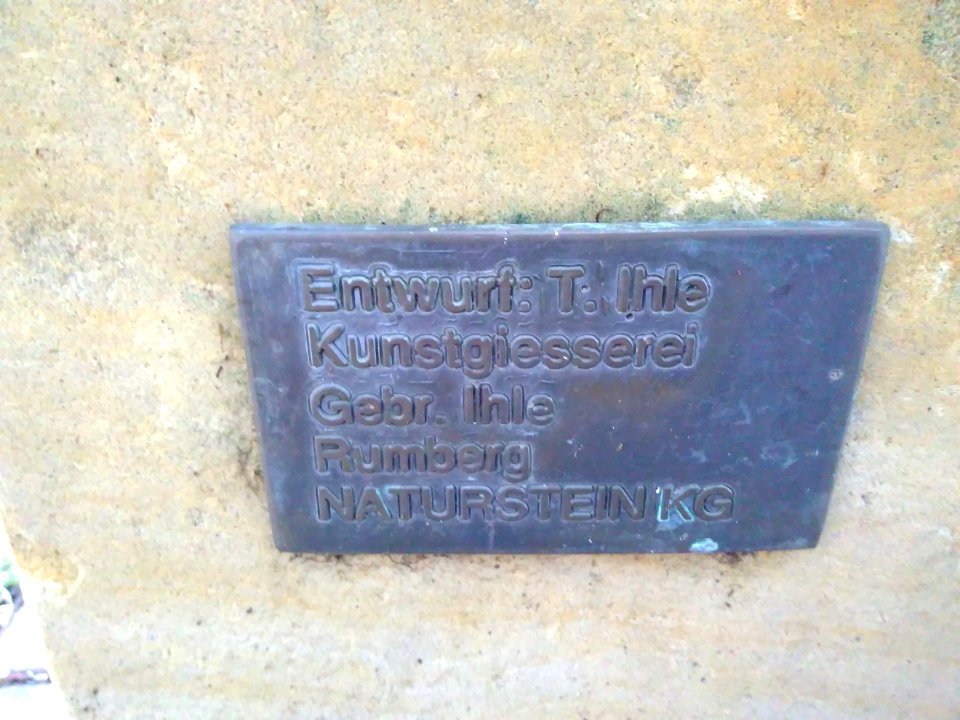 Entwurf: T. Ihle
Kunstgiesserei
Gebr. Ihle
Rumberg
NATURSTEIN KG